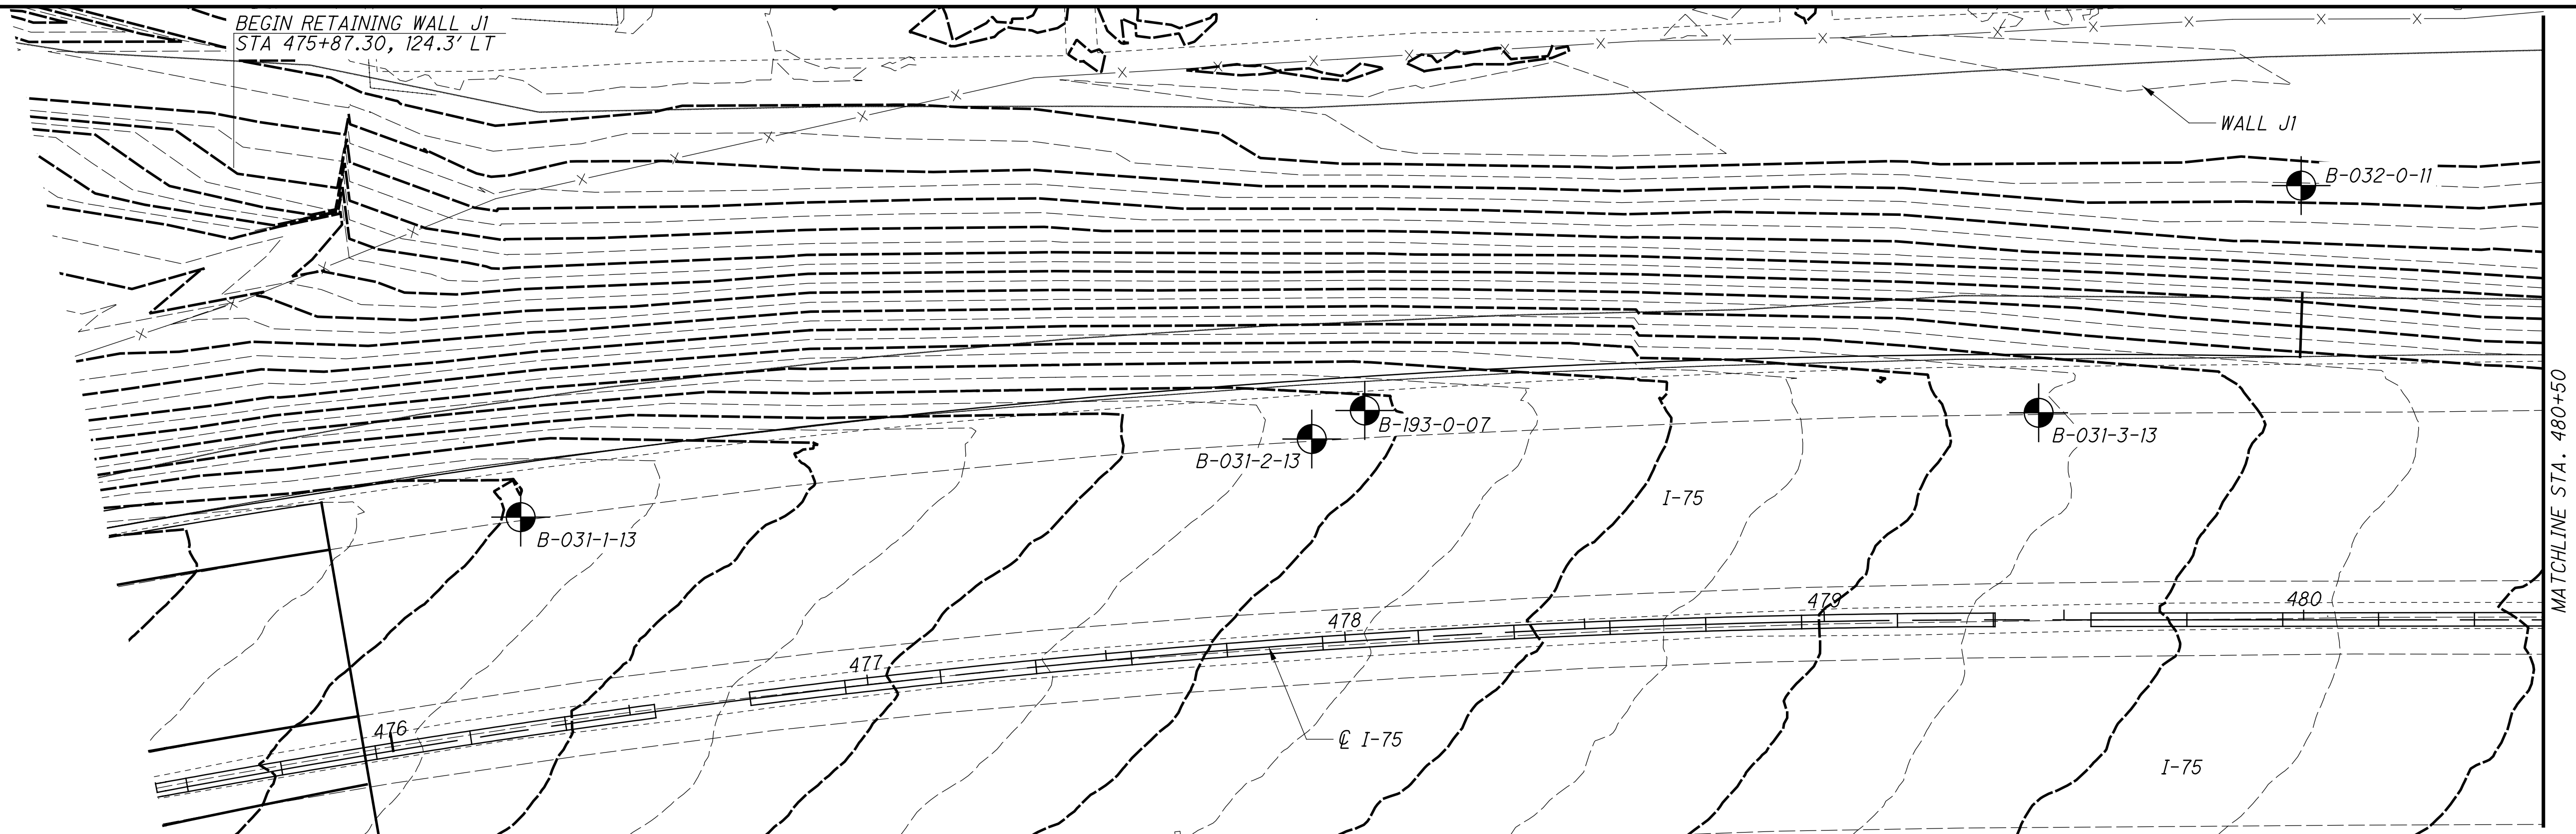 BEGIN RETAINING WALL J1
STA 475+87.30, 124.3' LT
WALL J1
B-032-0-11
B-193-0-07
B-031-2-13
B-031-3-13
B-031-1-13
I-75
MATCHLINE STA. 480+50
476
477
478
479
480
℄ I-75
I-75